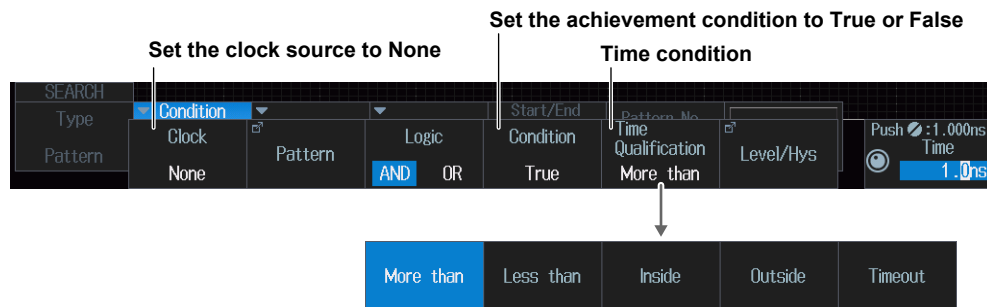 Set the achievement condition to True or False
Set the clock source to None
Time condition
SEARCH
Type
Pattern
Condition
Start/End
Pattern No
Clock
None
Pattern
Logic
AND OR
Condition
True
Time
Qualification
More than
Level/Hys
Push :1.000ns
Time
1.0ns
More than Less than Inside Outside Timeout